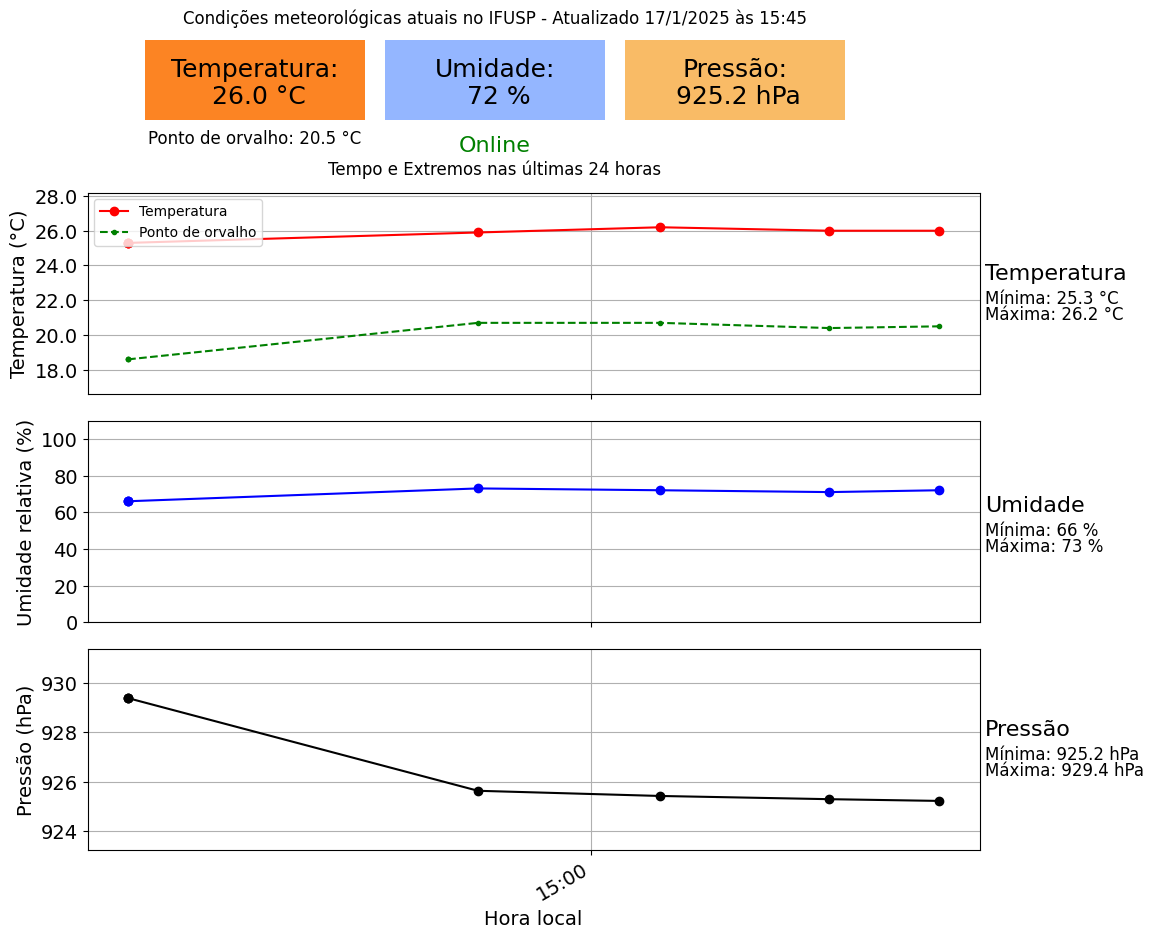 Condições meteorológicas atuais no IFUSP - Atualizado 17/1/2025 às 15:45
Temperatura:
26.0 °C
Umidade:
72 %
Pressão:
925.2 hPa
Ponto de orvalho: 20.5 °C
Online
Tempo e Extremos nas últimas 24 horas
Temperatura (°C)
28.0
26.0
24.0
22.0
20.0
18.0
Temperatura
Ponto de orvalho
Temperatura
Mínima: 25.3 °C
Máxima: 26.2 °C
Umidade relativa (%)
100
80
60
40
20
0
Umidade
Mínima: 66 %
Máxima: 73 %
Pressão (hPa)
930
928
926
924
Pressão
Mínima: 925.2 hPa
Máxima: 929.4 hPa
15:00
Hora local